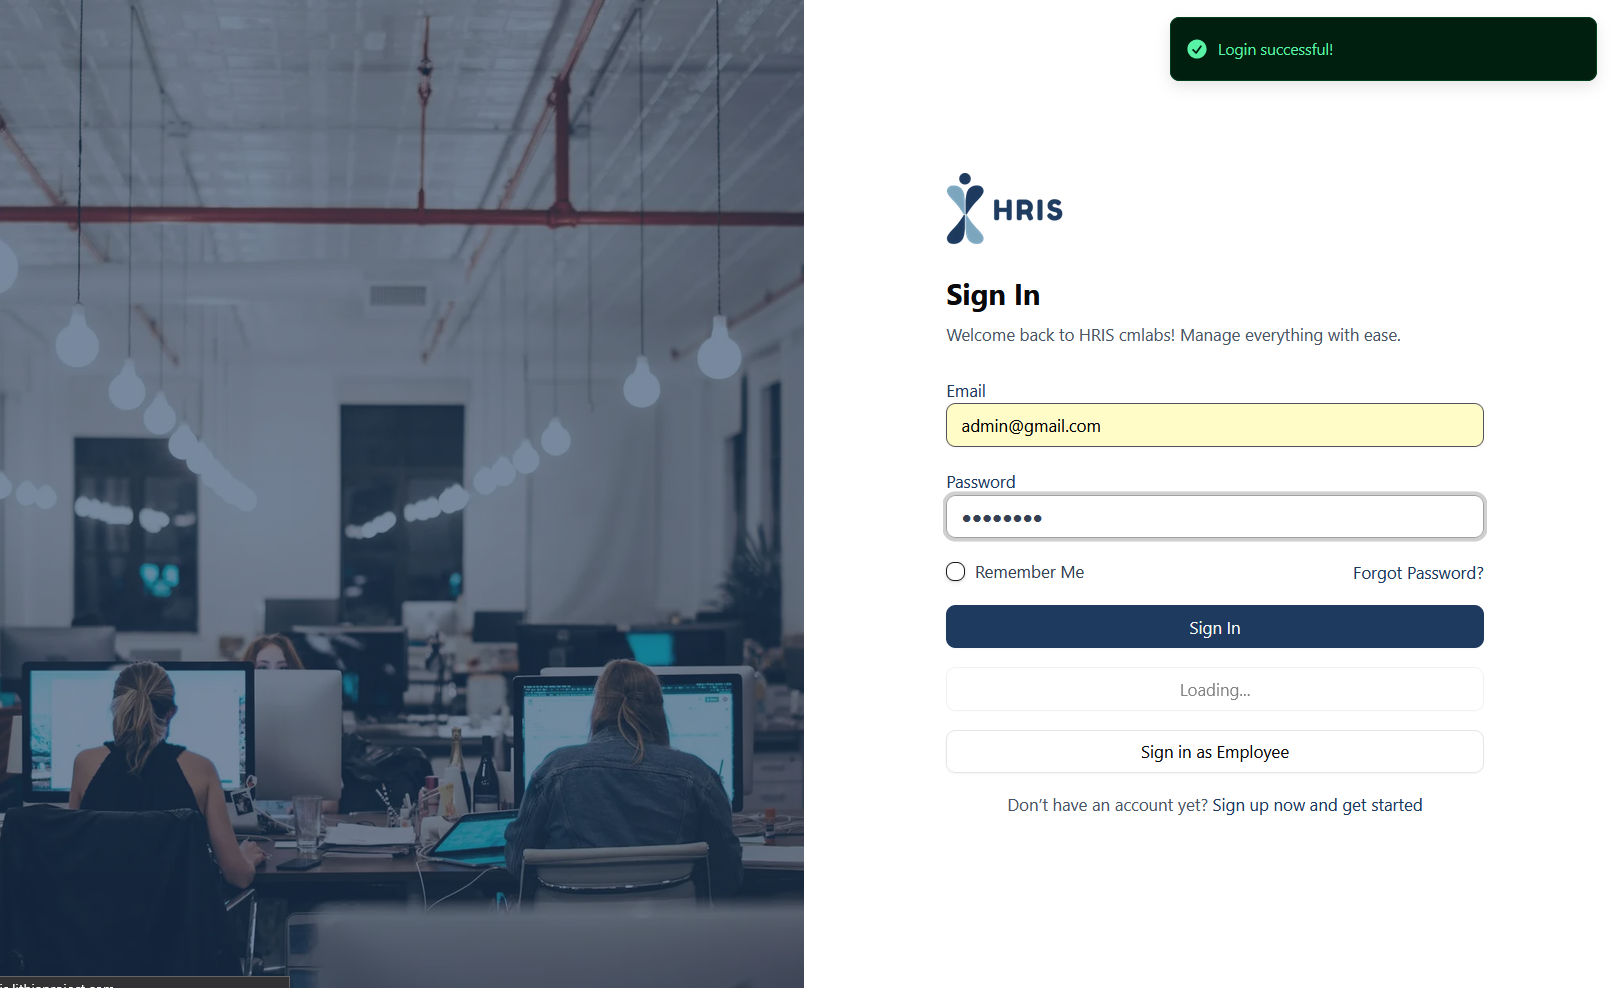 Login successful!
HRIS
Sign In
Welcome back to HRIS cmlabs! Manage everything with ease.
Email
admin@gmail.com
Password
••••••••
Remember Me
Forgot Password?
Sign In
Loading...
Sign in as Employee
Don’t have an account yet? Sign up now and get started